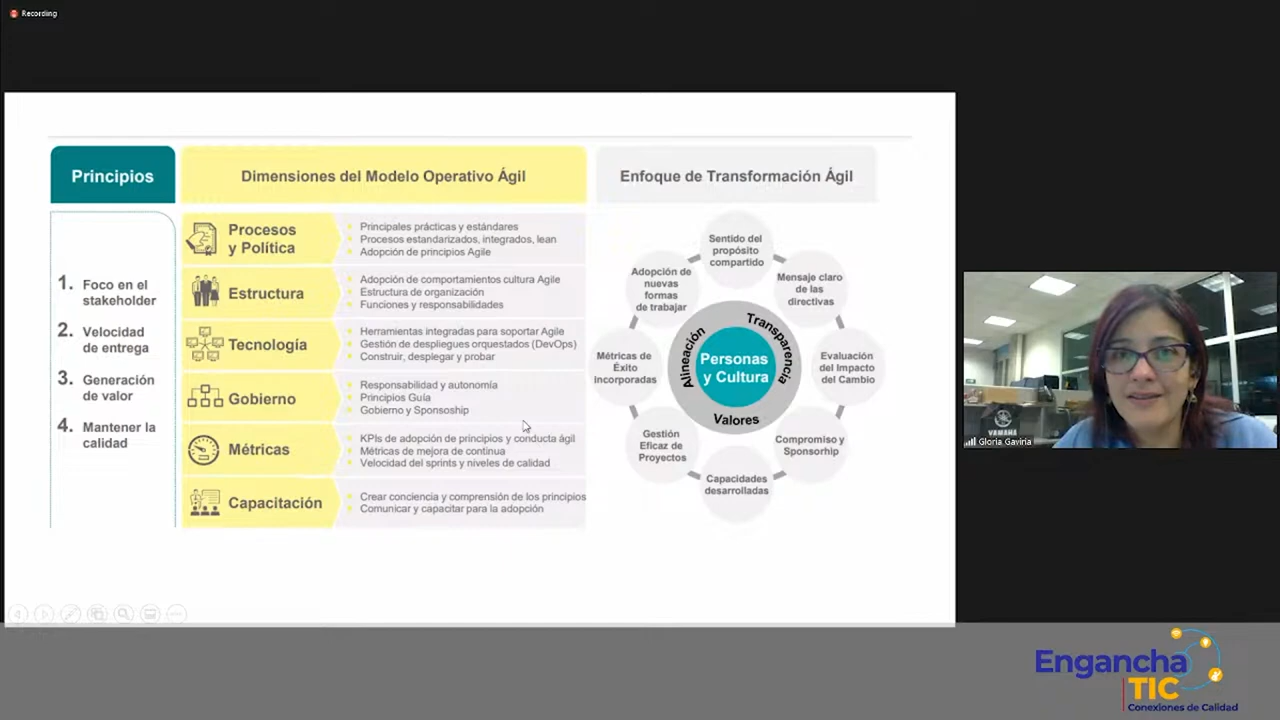 Recording
Principios
Dimensiones del Modelo Operativo Ágil
Enfoque de Transformación Ágil
1. Foco en el
stakeholder
2. Velocidad
de entrega
3. Generación
de valor
4. Mantener la
calidad
Procesos
y Política
Principales prácticas y estándares
Procesos estandarizados, integrados, lean
Adopción de principios Agile
Estructura
Adopción de comportamientos cultura Agile
Estructura de organización
Funciones y responsabilidades
Tecnología
Herramientas integradas para soportar Agile
Gestión de despliegues orquestados (DevOps)
Construir, desplegar y probar
Gobierno
Responsabilidad y autonomía
Principios Guía
Gobierno y Sponsoship
Métricas
KPIs de adopción de principios y conducta ágil
Métricas de mejora de continua
Velocidad del sprints y niveles de calidad
Capacitación
Crear conciencia y comprensión de los principios
Comunicar y capacitar para la adopción
Sentido del
propósito
compartido
Mensaje claro
de las
directivas
Evaluación
del Impacto
del Cambio
Compromiso y
Sponsorhip
Capacidades
desarrolladas
Gestión
Eficaz de
Proyectos
Métricas de
Éxito
incorporadas
Adopción de
nuevas
formas
de trabajar
Alineación
Transparencia
Valores
Personas
y Cultura
YAMAHA
Gloria Gaviria
Engancha
TIC
Conexiones de Calidad